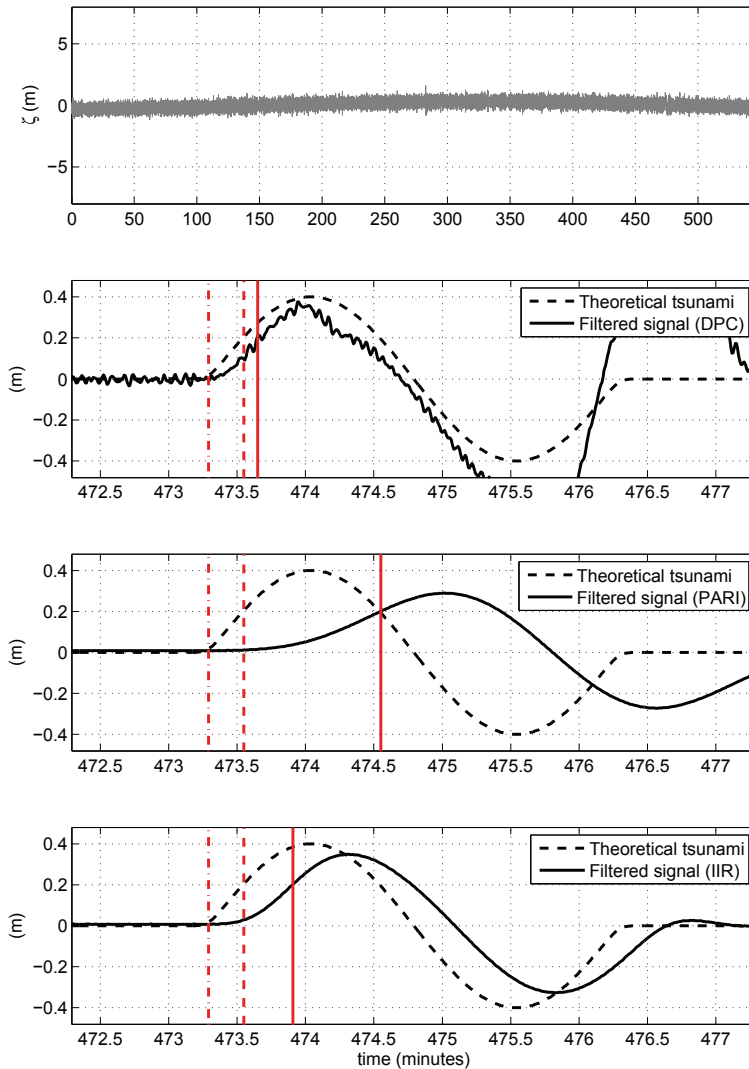 5
0
−5
ζ (m)
0 50 100 150 200 250 300 350 400 450 500
0.4
0.2
0
−0.2
−0.4
(m)
Theoretical tsunami
Filtered signal (DPC)
472.5 473 473.5 474 474.5 475 475.5 476 476.5 477
0.4
0.2
0
−0.2
−0.4
(m)
Theoretical tsunami
Filtered signal (PARI)
472.5 473 473.5 474 474.5 475 475.5 476 476.5 477
0.4
0.2
0
−0.2
−0.4
(m)
Theoretical tsunami
Filtered signal (IIR)
472.5 473 473.5 474 474.5 475 475.5 476 476.5 477
time (minutes)